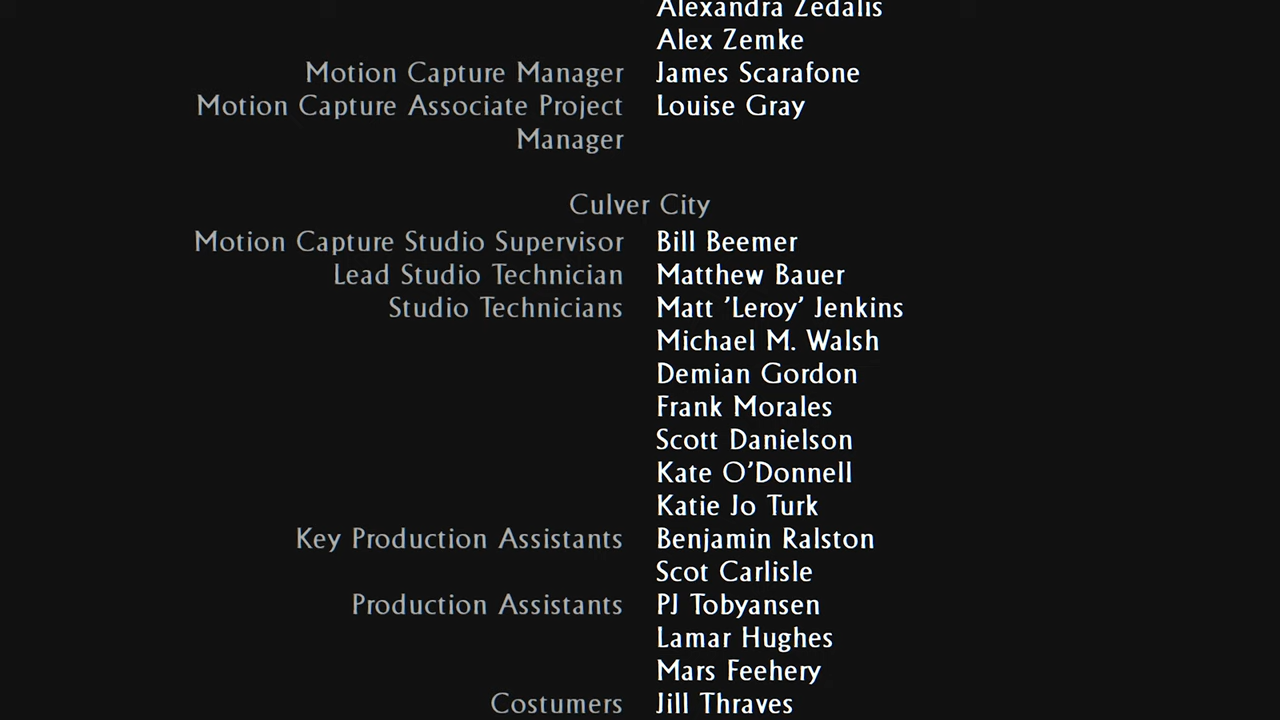 Alexandra Zedalis
Alex Zemke
Motion Capture Manager James Scarafone
Motion Capture Associate Project Louise Gray
Manager
Culver City
Motion Capture Studio Supervisor Bill Beemer
Lead Studio Technician Matthew Bauer
Studio Technicians Matt 'Leroy' Jenkins
Michael M. Walsh
Demian Gordon
Frank Morales
Scott Danielson
Kate O'Donnell
Katie Jo Turk
Key Production Assistants Benjamin Ralston
Scot Carlisle
Production Assistants PJ Tobyansen
Lamar Hughes
Mars Feehery
Costumers Jill Thraves